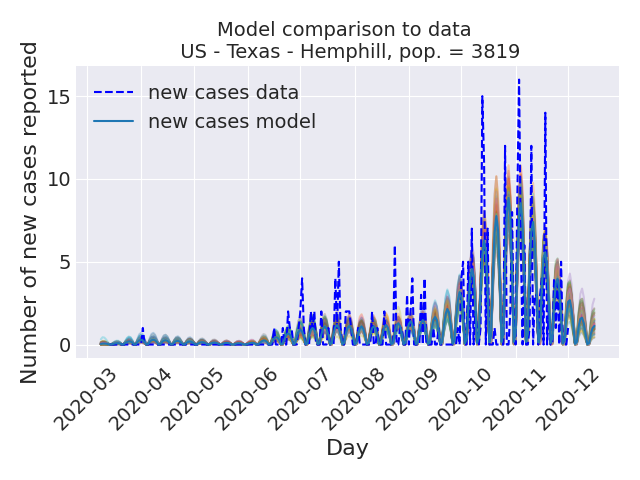 Model comparison to data
US - Texas - Hemphill, pop. = 3819
Number of new cases reported
15
10
5
0
new cases data
new cases model
2020-03
2020-04
2020-05
2020-06
2020-07
2020-08
2020-09
2020-10
2020-11
2020-12
Day